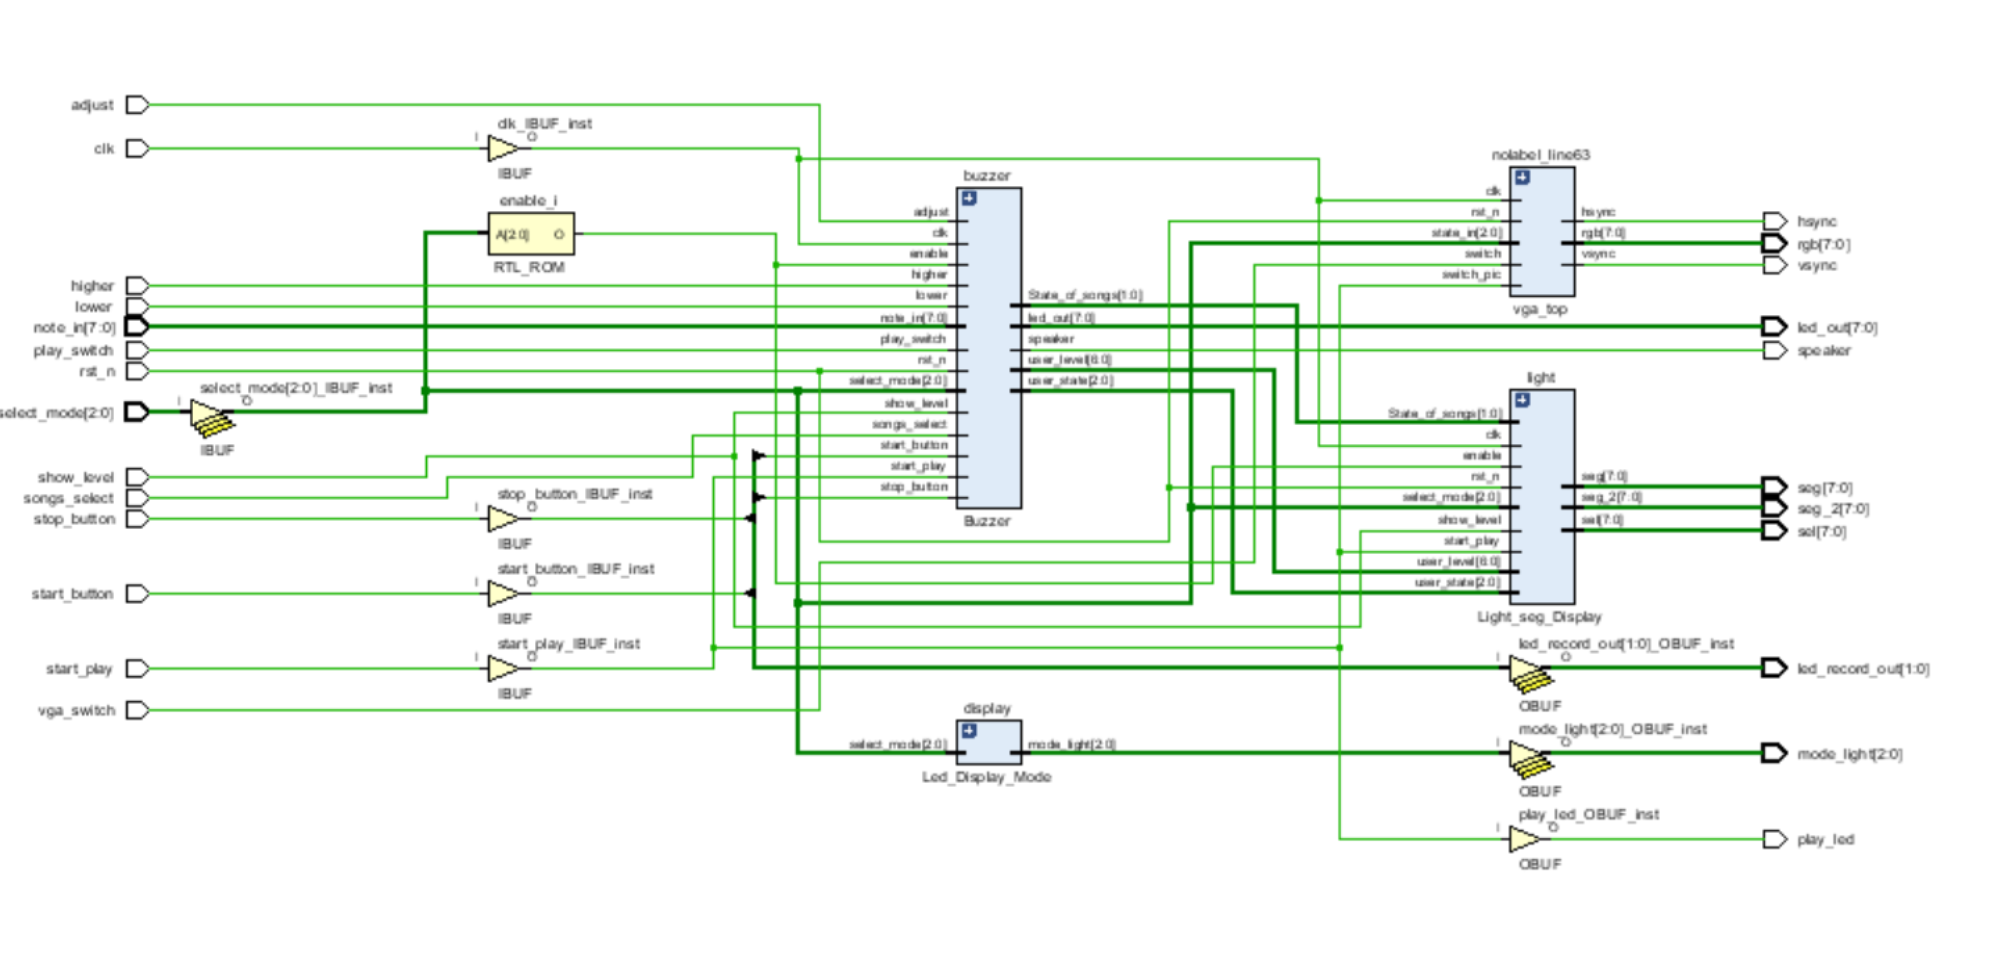 adjust
clk
I
clk_IBUF_inst
O
IBUF
enable_i
A[2:0]
O
RTL_ROM
higher
lower
note_in[7:0]
play_switch
rst_n
select_mode[2:0]
I
select_mode[2:0]_IBUF_inst
O
IBUF
show_level
songs_select
stop_button
I
stop_button_IBUF_inst
O
IBUF
start_button
I
start_button_IBUF_inst
O
IBUF
start_play
I
start_play_IBUF_inst
O
IBUF
vga_switch
buzzer
adjust
clk
enable
higher
lower
note_in[7:0]
play_switch
rst_n
select_mode[2:0]
show_level
songs_select
start_button
start_play
stop_button
State_of_songs[1:0]
led_out[7:0]
speaker
user_level[6:0]
user_state[2:0]
Buzzer
display
select_mode[2:0]
mode_light[2:0]
Led_Display_Mode
nolabel_line63
clk
rst_n
state_in[2:0]
switch
switch_pic
hsync
rgb[7:0]
vsync
vga_top
light
State_of_songs[1:0]
clk
enable
rst_n
select_mode[2:0]
show_level
start_play
user_level[6:0]
user_state[2:0]
seg[7:0]
seg_2[7:0]
sel[7:0]
Light_seg_Display
I
led_record_out[1:0]_OBUF_inst
O
OBUF
I
mode_light[2:0]_OBUF_inst
O
OBUF
I
play_led_OBUF_inst
O
OBUF
hsync
rgb[7:0]
vsync
led_out[7:0]
speaker
seg[7:0]
seg_2[7:0]
sel[7:0]
led_record_out[1:0]
mode_light[2:0]
play_led